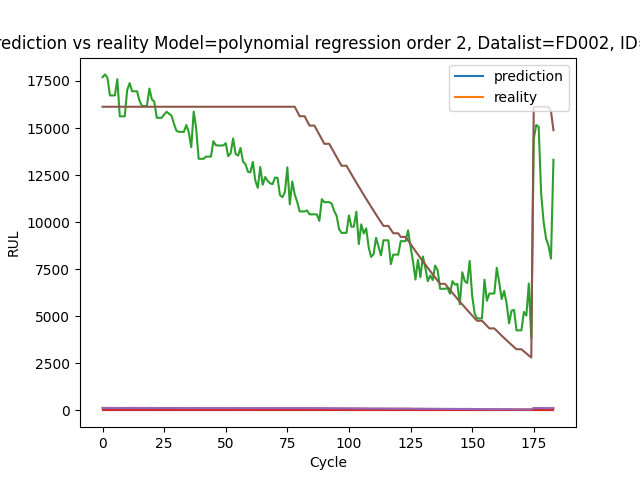 rediction vs reality Model=polynomial regression order 2, Datalist=FD002, ID=
prediction
reality
17500
15000
12500
10000
7500
5000
2500
0
RUL
0 25 50 75 100 125 150 175
Cycle